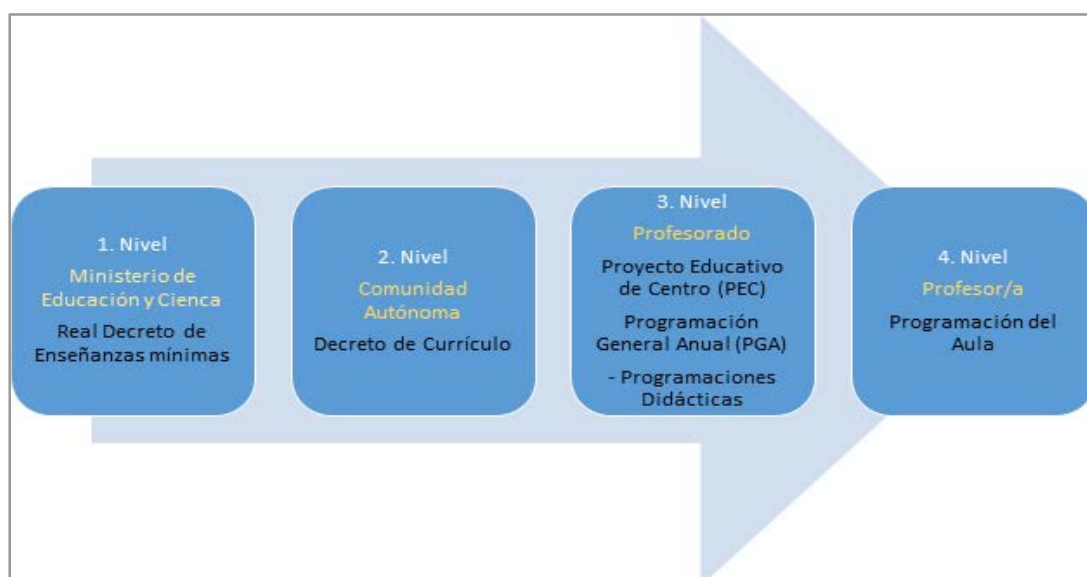 1. Nivel
Ministerio de
Educación y Cienca
Real Decreto de
Enseñanzas mínimas
2. Nivel
Comunidad
Autónoma
Decreto de Currículo
3. Nivel
Profesorado
Proyecto Educativo
de Centro (PEC)
Programación
General Anual (PGA)
- Programaciones
Didácticas
4. Nivel
Profesor/a
Programación del
Aula